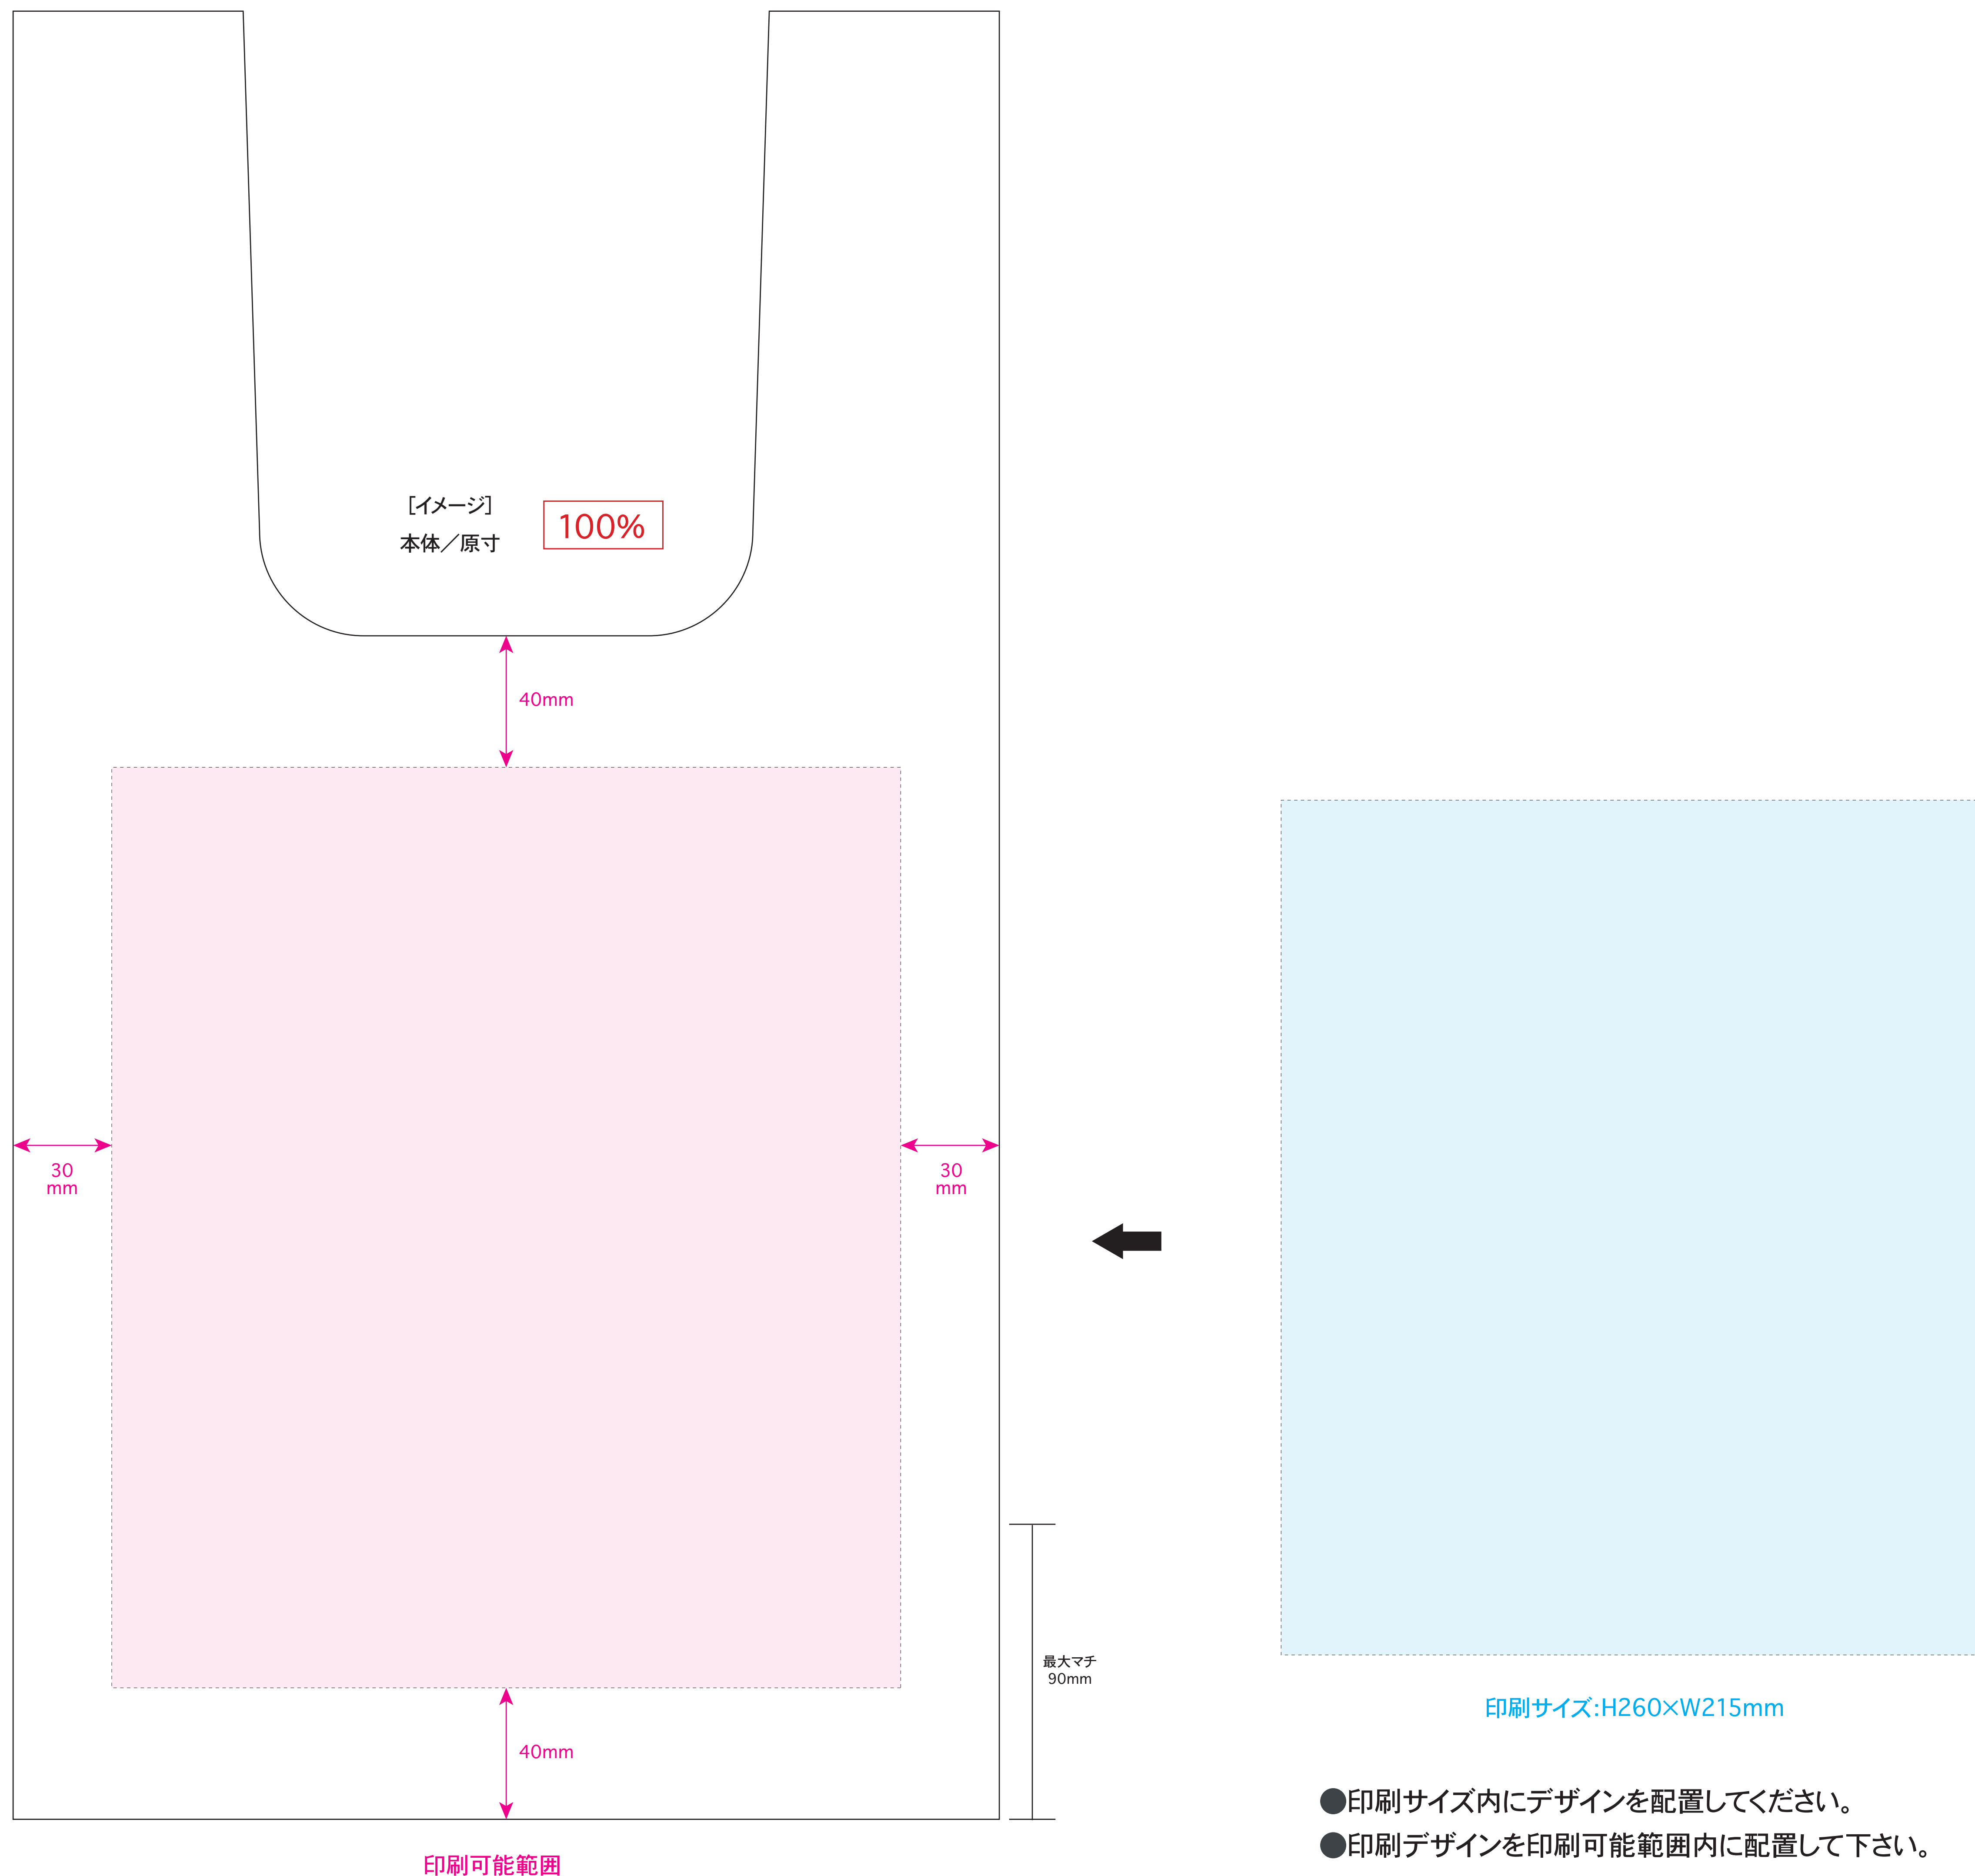 ［イメージ］
本体／原寸
100%
40mm
30
mm
30
mm
最大マチ
90mm
40mm
印刷可能範囲
印刷サイズ:H260×W215mm
●印刷サイズ内にデザインを配置してください。
●印刷デザインを印刷可能範囲内に配置して下さい。